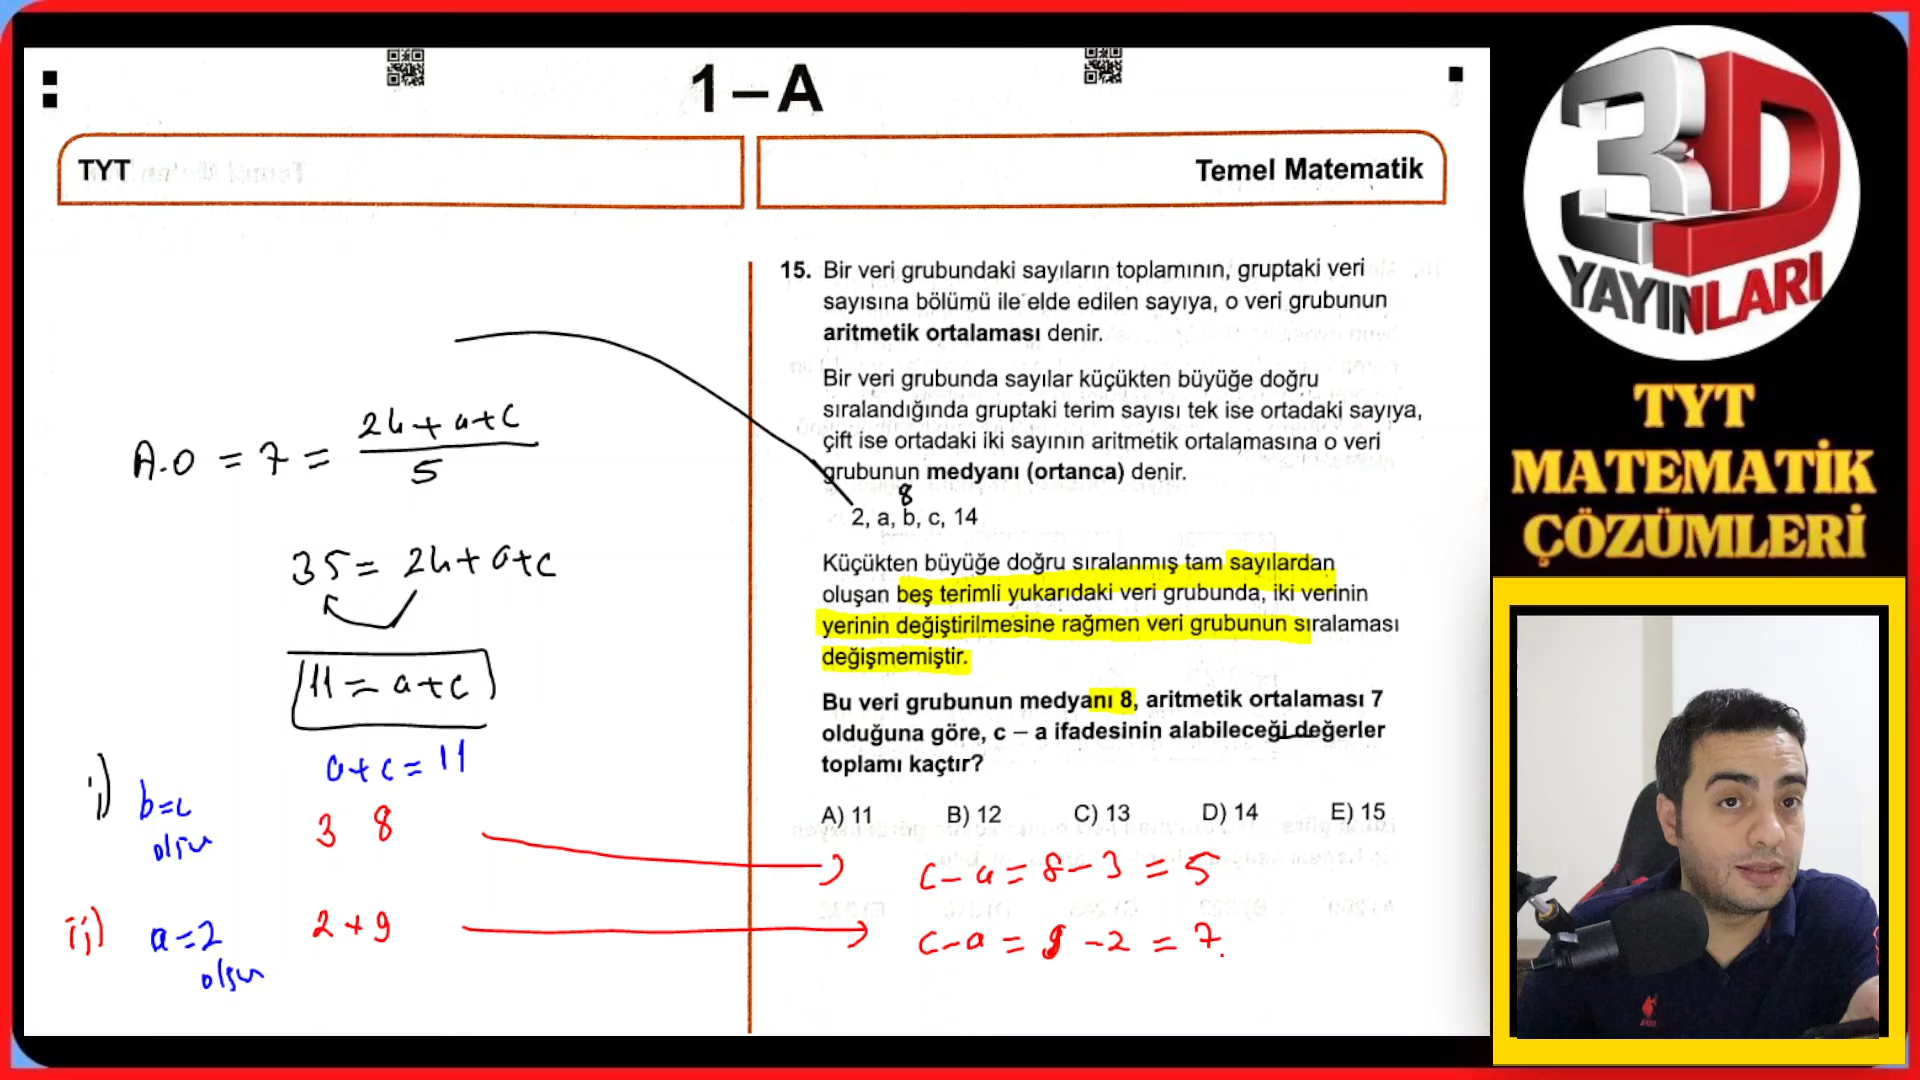 1 – A
TYT
Temel Matematik
A.O = 7 = 24 + a+c / 5
35 = 24 + a+c
11 = a+c
a+c = 11
i) b=c olsun
3 8
ii) a=2 olsun
2 + 9
15. Bir veri grubundaki sayıların toplamının, gruptaki veri
sayısına bölümü ile elde edilen sayıya, o veri grubunun
aritmetik ortalaması denir.
Bir veri grubunda sayılar küçükten büyüğe doğru
sıralandığında gruptaki terim sayısı tek ise ortadaki sayıya,
çift ise ortadaki iki sayının aritmetik ortalamasına o veri
grubunun medyanı (ortanca) denir.
8
2, a, b, c, 14
Küçükten büyüğe doğru sıralanmış tam sayılardan
oluşan beş terimli yukarıdaki veri grubunda, iki verinin
yerinin değiştirilmesine rağmen veri grubunun sıralaması
değişmemiştir.
Bu veri grubunun medyanı 8, aritmetik ortalaması 7
olduğuna göre, c – a ifadesinin alabileceği değerler
toplamı kaçtır?
A) 11 B) 12 C) 13 D) 14 E) 15
c-a = 8-3 = 5
c-a = 9 -2 = 7
3D
YAYINLARI
TYT
MATEMATİK
ÇÖZÜMLERİ